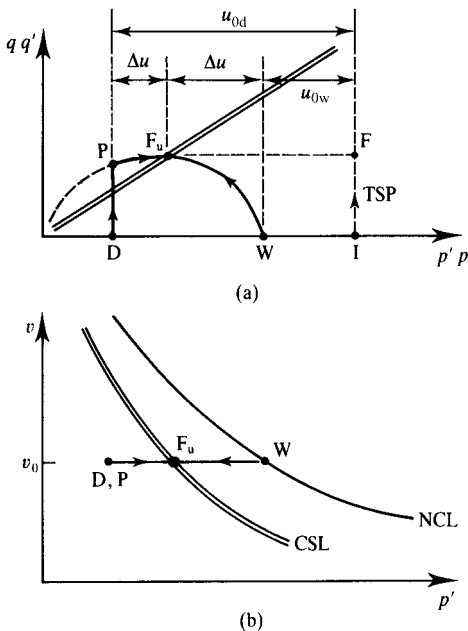 u0d
q q′
Δu Δu
u0w
P Fu F
TSP
D W I
p′ p
(a)
v
v0
Fu W
D, P
NCL
CSL
p′
(b)